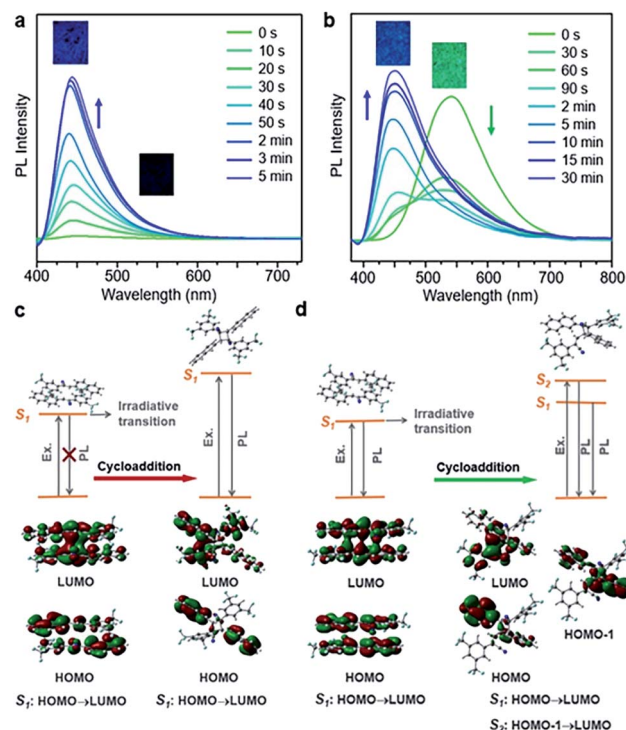 a
0 s
10 s
20 s
30 s
40 s
50 s
2 min
3 min
5 min
PL Intensity
400 500 600 700
Wavelength (nm)
b
0 s
30 s
60 s
90 s
2 min
5 min
10 min
15 min
30 min
PL Intensity
400 500 600 700 800
Wavelength (nm)
c
S1
Irradiative
transition
Ex.
PL
Cycloaddition
S1
Ex.
PL
LUMO
LUMO
HOMO
HOMO
S1: HOMO→LUMO
S1: HOMO→LUMO
d
S1
Irradiative
transition
Ex.
PL
Cycloaddition
S2
S1
Ex.
PL
PL
LUMO
LUMO
HOMO-1
HOMO
HOMO
S1: HOMO→LUMO
S1: HOMO→LUMO
S2: HOMO-1→LUMO